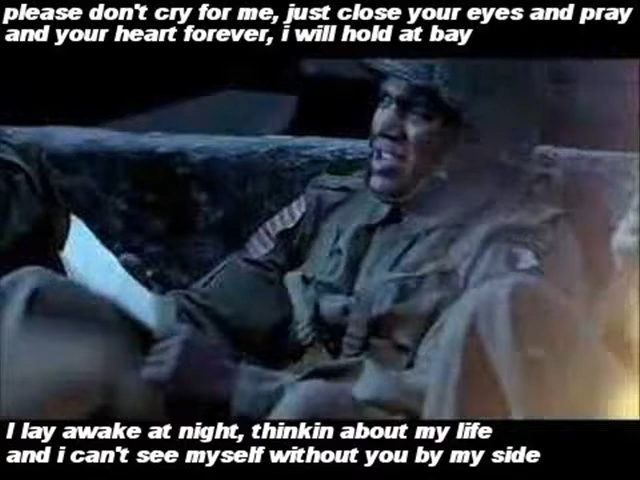 please don't cry for me, just close your eyes and pray
and your heart forever, i will hold at bay
I lay awake at night, thinkin about my life
and i can't see myself without you by my side